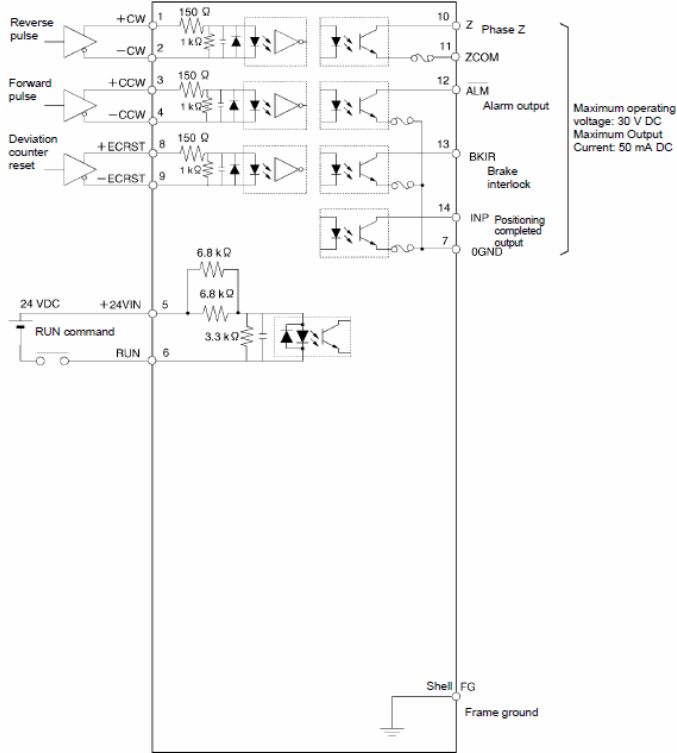 Reverse
pulse
+CW
1
150 Ω
1 kΩ
−CW
2
Forward
pulse
+CCW
3
150 Ω
1 kΩ
−CCW
4
Deviation
counter
reset
+ECRST
8
150 Ω
1 kΩ
−ECRST
9
10
Z
Phase Z
11
ZCOM
12
ALM
Alarm output
13
BKIR
Brake
interlock
14
INP
Positioning
completed
output
7
0GND
Maximum operating
voltage: 30 V DC
Maximum Output
Current: 50 mA DC
6.8 kΩ
6.8 kΩ
24 VDC
+24VIN
5
RUN command
3.3 kΩ
RUN
6
Shell
FG
Frame ground